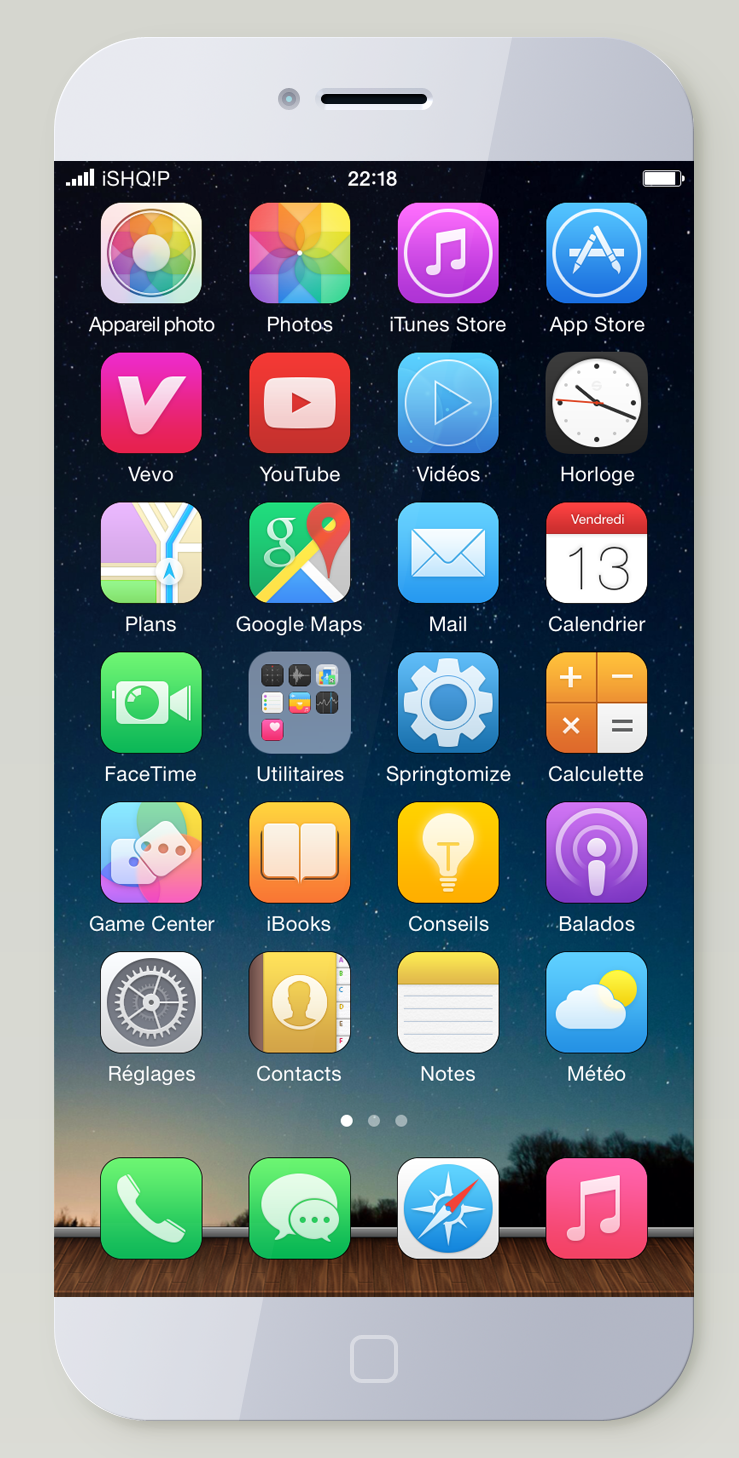 iSHQ!P 22:18
Appareil photo Photos iTunes Store App Store
Vevo YouTube Vidéos Horloge
g Vendredi
13
Plans Google Maps Mail Calendrier
FaceTime Utilitaires Springtomize Calculette
Game Center iBooks Conseils Balados
A
B
C
D
E
F
Réglages Contacts Notes Météo